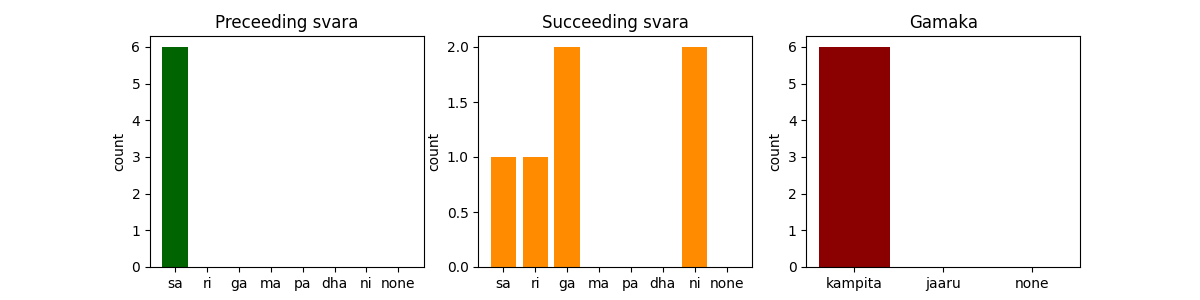 Preceeding svara
count
6
5
4
3
2
1
0
sa ri ga ma pa dha ni none
Succeeding svara
count
2.0
1.5
1.0
0.5
0.0
sa ri ga ma pa dha ni none
Gamaka
count
6
5
4
3
2
1
0
kampita jaaru none